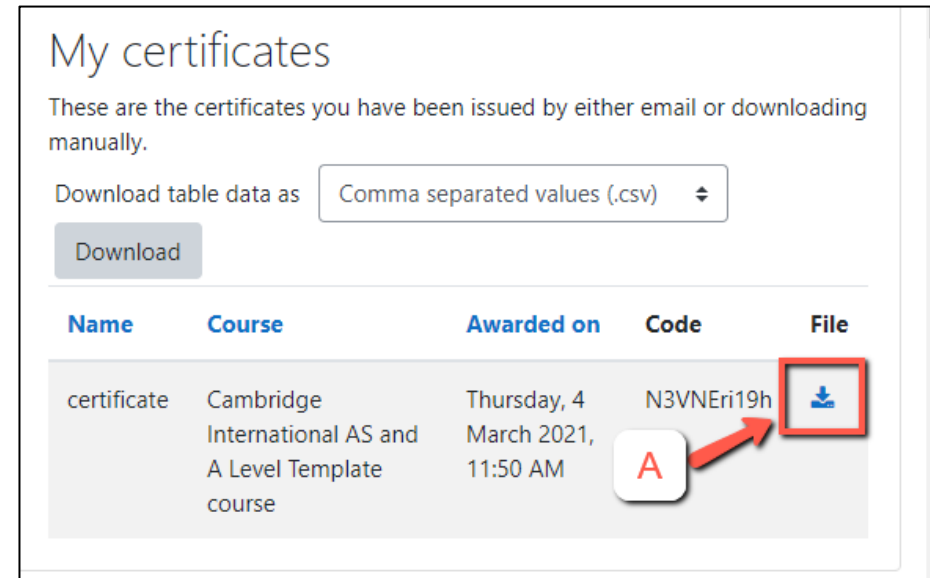 My certificates
These are the certificates you have been issued by either email or downloading
manually.
Download table data as Comma separated values (.csv)
Download
Name Course Awarded on Code File
certificate Cambridge Thursday, 4 N3VNEri19h
International AS and March 2021,
A Level Template 11:50 AM A
course